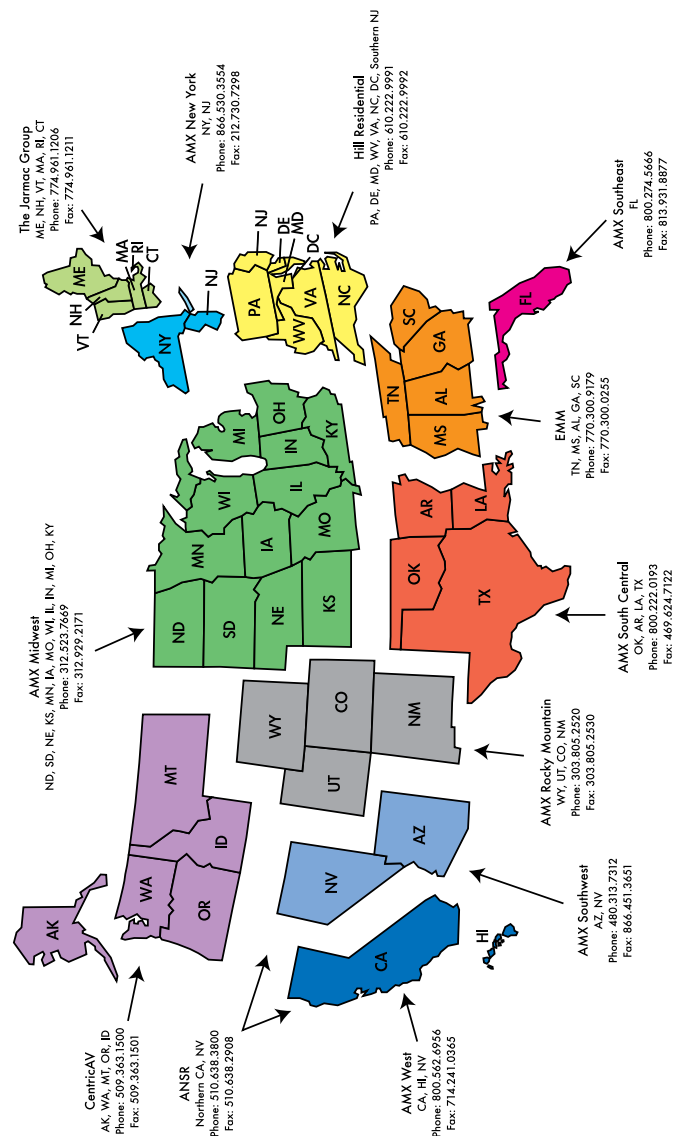 CentricAV
AK, WA, MT, OR, ID
Phone: 509.363.1500
Fax: 509.363.1501
ANSR
Northern CA, NV
Phone: 510.638.3800
Fax: 510.638.2908
AMX West
CA, HI, NV
Phone: 800.562.6956
Fax: 714.241.0365
AMX Southwest
AZ, NV
Phone: 480.313.7312
Fax: 866.451.3651
AMX Rocky Mountain
WY, UT, CO, NM
Phone: 303.805.2520
Fax: 303.805.2530
AMX Midwest
ND, SD, NE, KS, MN, IA, MO, WI, IL, IN, MI, OH, KY
Phone: 312.523.7669
Fax: 312.929.2171
AMX South Central
OK, AR, LA, TX
Phone: 800.222.0193
Fax: 469.624.7122
EMM
TN, MS, AL, GA, SC
Phone: 770.300.9179
Fax: 770.300.0255
AMX Southeast
FL
Phone: 800.274.5666
Fax: 813.931.8877
The Jarmac Group
ME, NH, VT, MA, RI, CT
Phone: 774.961.1206
Fax: 774.961.1211
AMX New York
NY, NJ
Phone: 866.530.3554
Fax: 212.730.7298
Hill Residential
PA, DE, MD, WV, VA, NC, DC, Southern NJ
Phone: 610.222.9991
Fax: 610.222.9992
AK
WA
OR
MT
ID
NV
CA
HI
AZ
UT
WY
CO
NM
ND
SD
NE
KS
MN
IA
MO
WI
IL
MI
IN
OH
KY
OK
TX
AR
LA
TN
MS
AL
GA
SC
FL
VT
NH
ME
MA
RI
CT
NY
NJ
PA
NJ
DE
MD
DC
WV
VA
NC